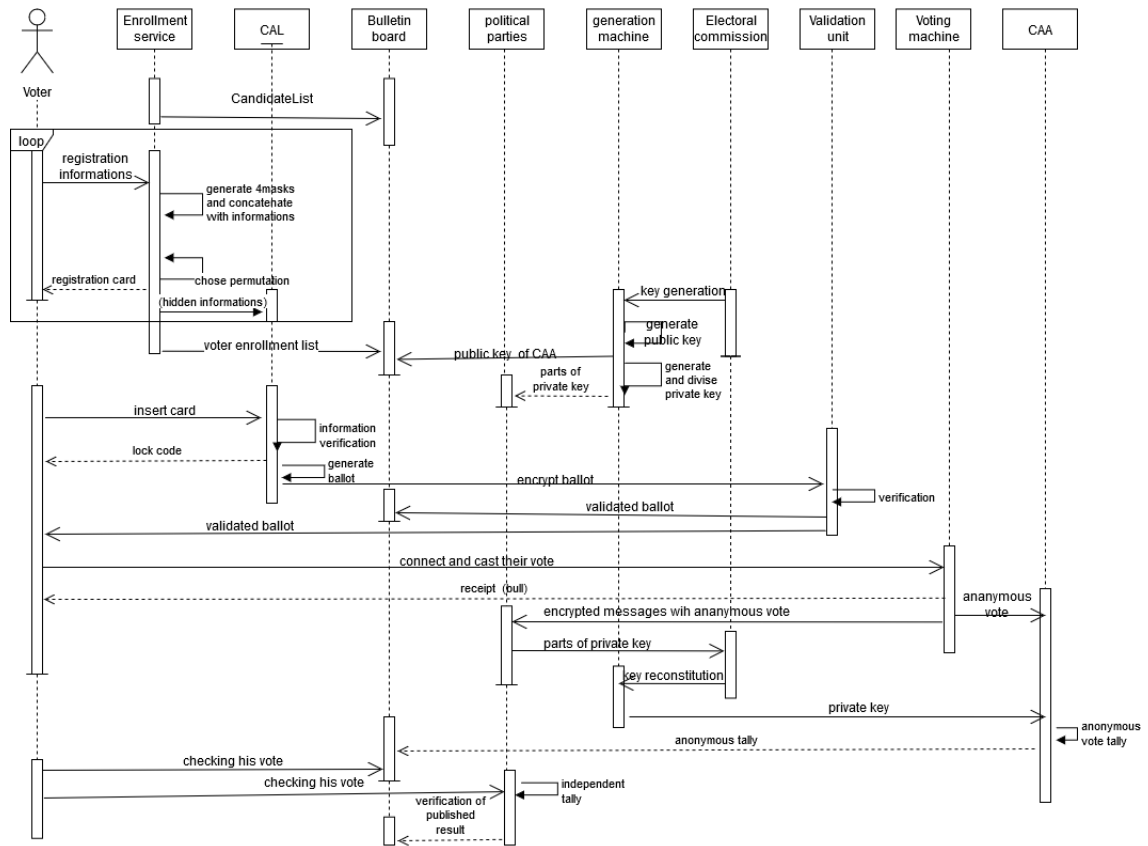 Enrollment
service
CAL
Bulletin
board
political
parties
generation
machine
Electoral
commission
Validation
unit
Voting
machine
CAA
Voter
CandidateList
loop
registration
informations
generate 4masks
and concatehate
with informations
chose permutation
registration card
(hidden informations)
key generation
generate
public key
voter enrollment list
public key of CAA
generate
and divise
private key
parts of
private key
insert card
information
verification
lock code
generate
ballot
encrypt ballot
verification
validated ballot
validated ballot
connect and cast their vote
receipt (bull)
ananymous
vote
encrypted messages wih ananymous vote
parts of private key
key reconstitution
private key
anonymous
vote tally
anonymous tally
checking his vote
checking his vote
independent
tally
verification of
published
result